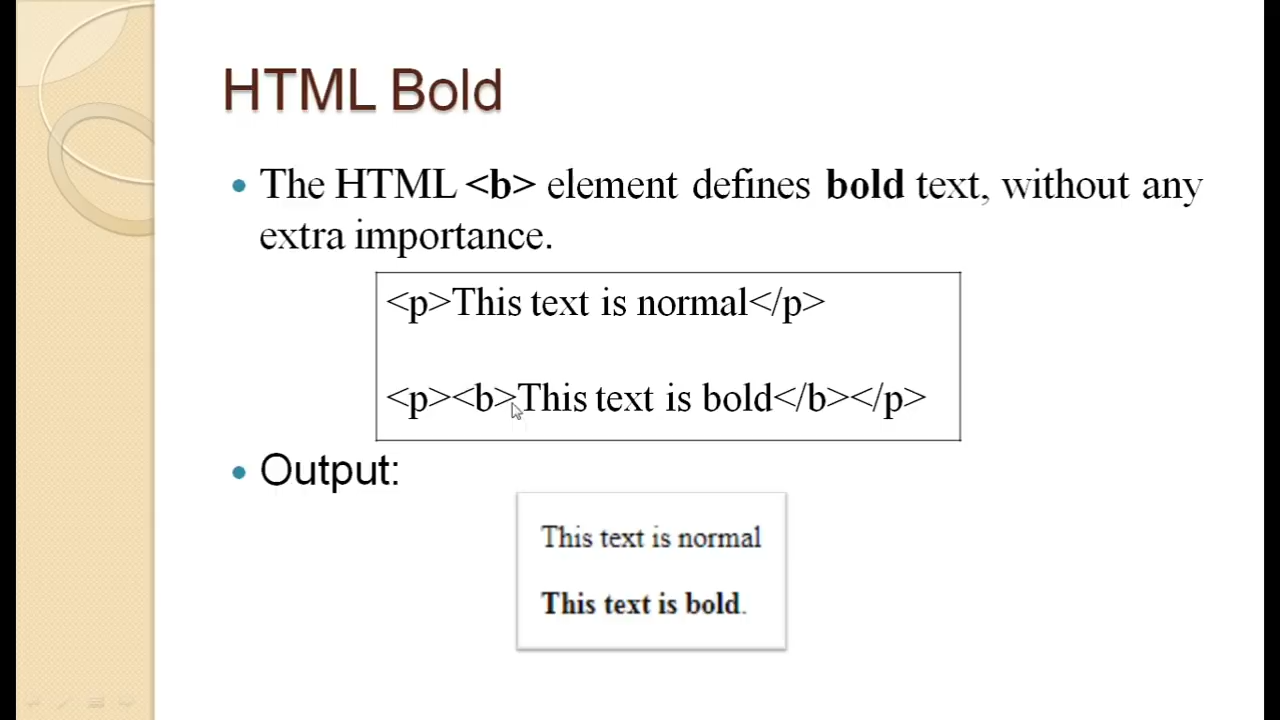 HTML Bold
The HTML <b> element defines bold text, without any
extra importance.
<p>This text is normal</p>
<p><b>This text is bold</b></p>
Output:
This text is normal
This text is bold.